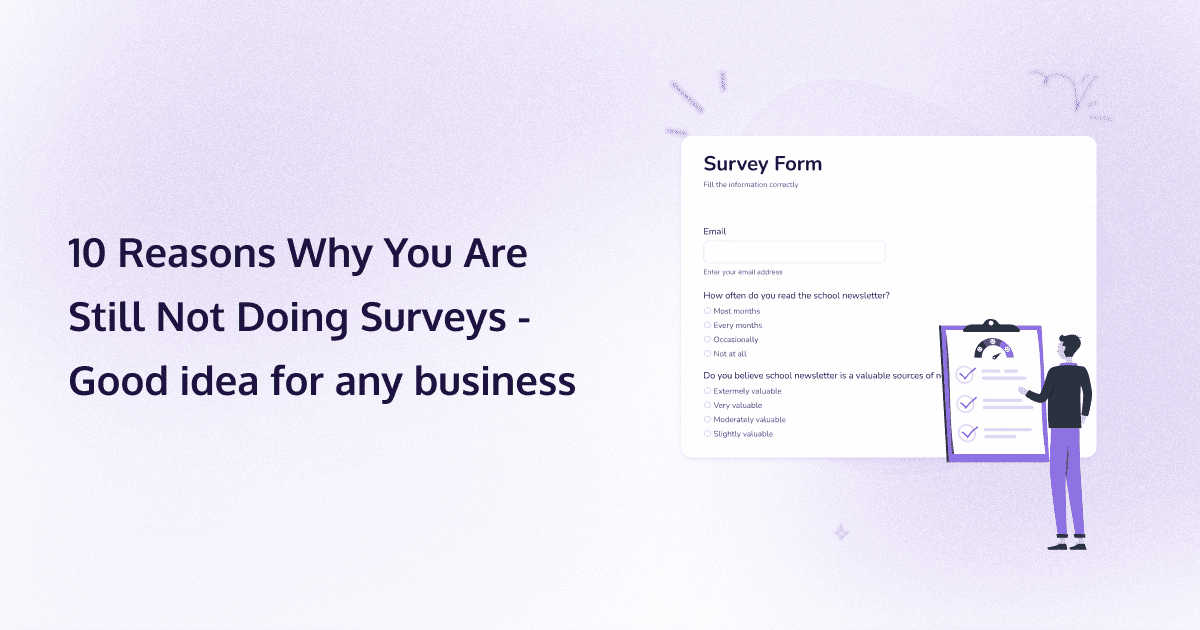 10 Reasons Why You Are
Still Not Doing Surveys -
Good idea for any business
Survey Form
Fill the information correctly
Email
Enter your email address
How often do you read the school newsletter?
Most months
Every months
Occasionally
Not at all
Do you believe school newsletter is a valuable sources of
Extermely valuable
Very valuable
Moderately valuable
Slightly valuable